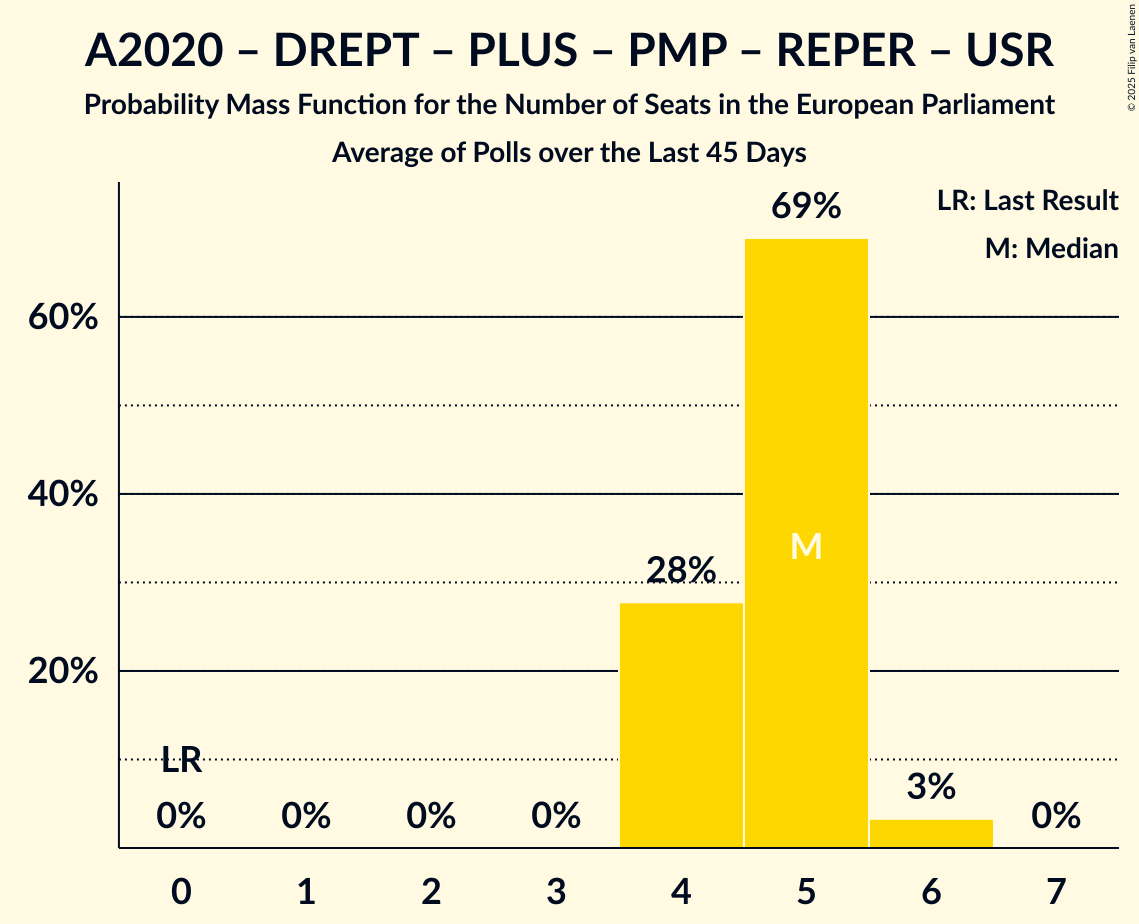 A2020 – DREPT – PLUS – PMP – REPER – USR
Probability Mass Function for the Number of Seats in the European Parliament
Average of Polls over the Last 45 Days
© 2025 Filip van Laenen
LR: Last Result
M: Median
69%
60%
40%
M
28%
20%
LR
0% 0% 0% 0% 3% 0%
0 1 2 3 4 5 6 7